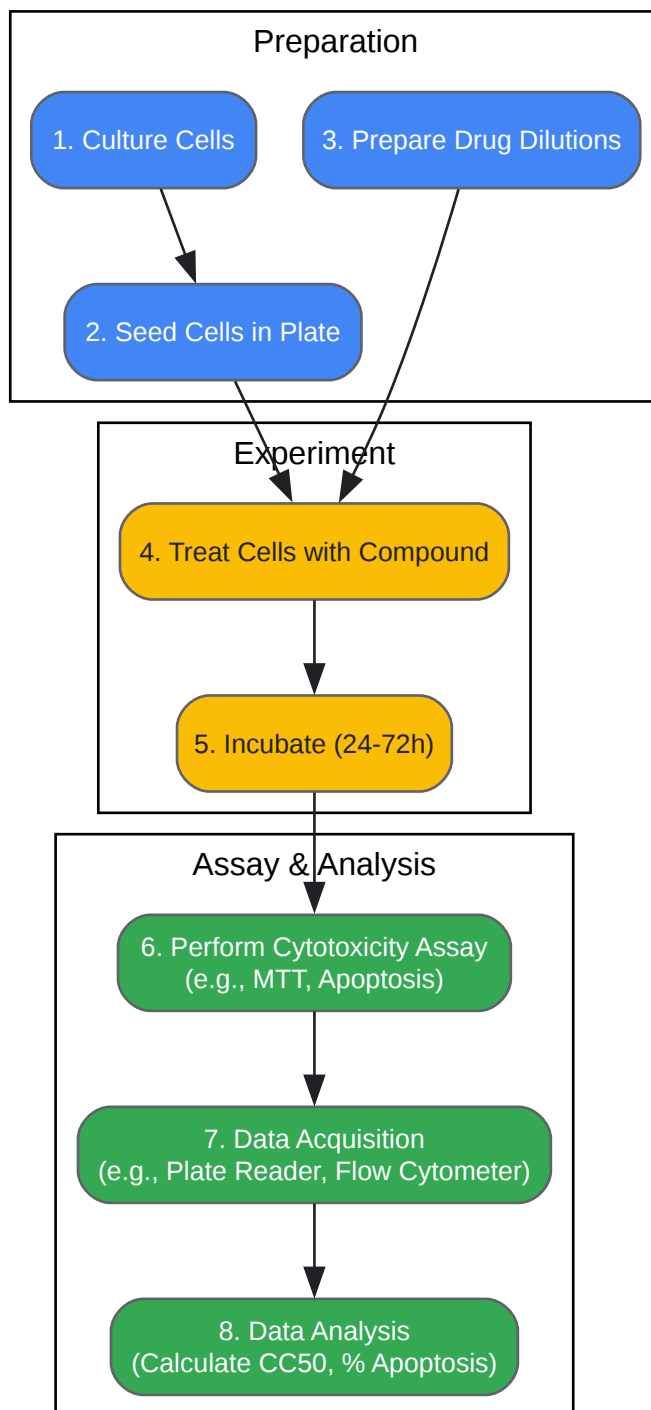 Preparation
1. Culture Cells
3. Prepare Drug Dilutions
2. Seed Cells in Plate
Experiment
4. Treat Cells with Compound
5. Incubate (24-72h)
Assay & Analysis
6. Perform Cytotoxicity Assay
(e.g., MTT, Apoptosis)
7. Data Acquisition
(e.g., Plate Reader, Flow Cytometer)
8. Data Analysis
(Calculate CC50, % Apoptosis)